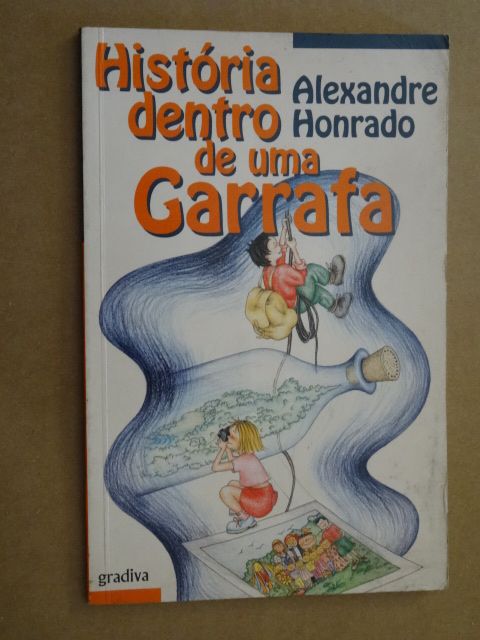 História
dentro
de uma
Garrafa
Alexandre
Honrado
gradiva